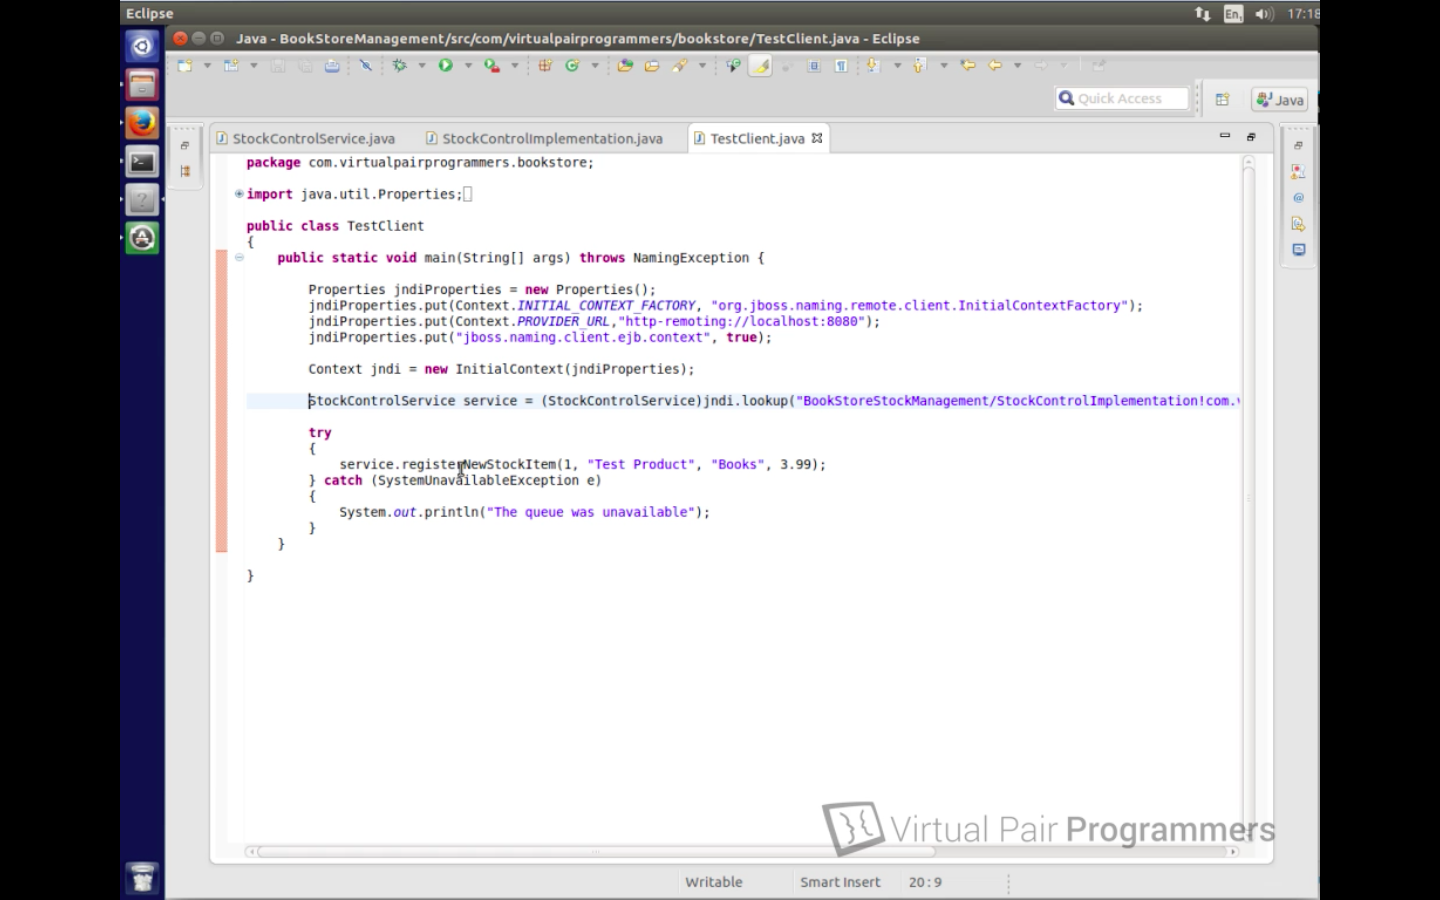 Eclipse
En1
17:18
Java - BookStoreManagement/src/com/virtualpairprogrammers/bookstore/TestClient.java - Eclipse
Quick Access
Java
StockControlService.java
StockControlImplementation.java
TestClient.java
package com.virtualpairprogrammers.bookstore;
import java.util.Properties;
public class TestClient
{
public static void main(String[] args) throws NamingException {
Properties jndiProperties = new Properties();
jndiProperties.put(Context.INITIAL_CONTEXT_FACTORY, "org.jboss.naming.remote.client.InitialContextFactory");
jndiProperties.put(Context.PROVIDER_URL,"http-remoting://localhost:8080");
jndiProperties.put("jboss.naming.client.ejb.context", true);
Context jndi = new InitialContext(jndiProperties);
StockControlService service = (StockControlService)jndi.lookup("BookStoreStockManagement/StockControlImplementation!com.
try
{
service.registerNewStockItem(1, "Test Product", "Books", 3.99);
} catch (SystemUnavailableException e)
{
System.out.println("The queue was unavailable");
}
}
}
Virtual Pair Programmers
Writable
Smart Insert
20:9